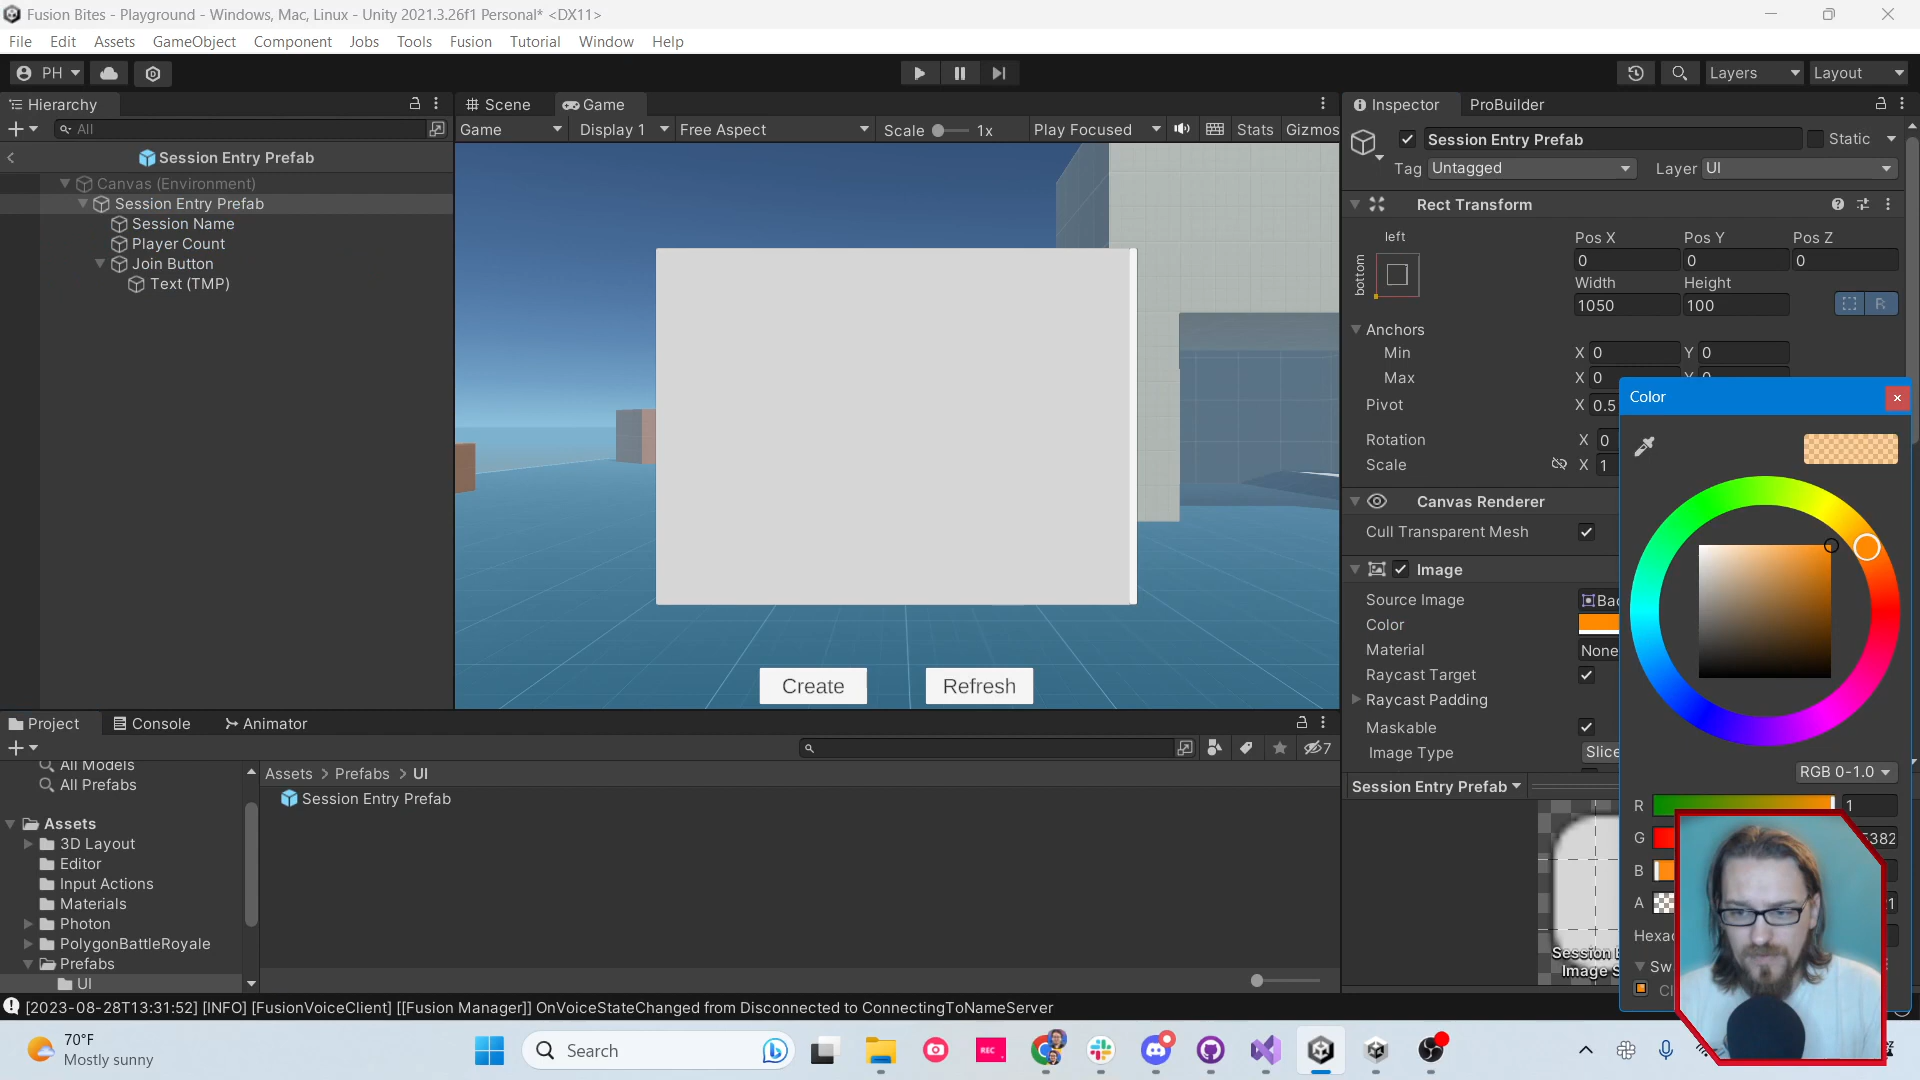 Fusion Bites - Playground - Windows, Mac, Linux - Unity 2021.3.26f1 Personal* <DX11>
File Edit Assets GameObject Component Jobs Tools Fusion Tutorial Window Help
PH Layers Layout
Hierarchy Scene Game Inspector ProBuilder
All Game Display 1 Free Aspect Scale 1x Play Focused Stats Gizmos
Session Entry Prefab
Canvas (Environment)
Session Entry Prefab
Session Name
Player Count
Join Button
Text (TMP)
Create Refresh
Session Entry Prefab Static
Tag Untagged Layer UI
Rect Transform
left
bottom
Pos X Pos Y Pos Z
0 0 0
Width Height
1050 100
R
Anchors
Min X 0 Y 0
Max X 0
Pivot X 0.5
Rotation X 0
Scale X 1
Canvas Renderer
Cull Transparent Mesh
Image
Source Image
Color
Material None
Raycast Target
Raycast Padding
Maskable
Image Type Slice
Session Entry Prefab
Color
RGB 0-1.0
R 1
G 5382
B
A
Project Console Animator
7
All Models
All Prefabs
Assets
3D Layout
Editor
Input Actions
Materials
Photon
PolygonBattleRoyale
Prefabs
UI
Assets > Prefabs > UI
Session Entry Prefab
[2023-08-28T13:31:52] [INFO] [FusionVoiceClient] [[Fusion Manager]] OnVoiceStateChanged from Disconnected to ConnectingToNameServer
70°F
Mostly sunny
Search
REC